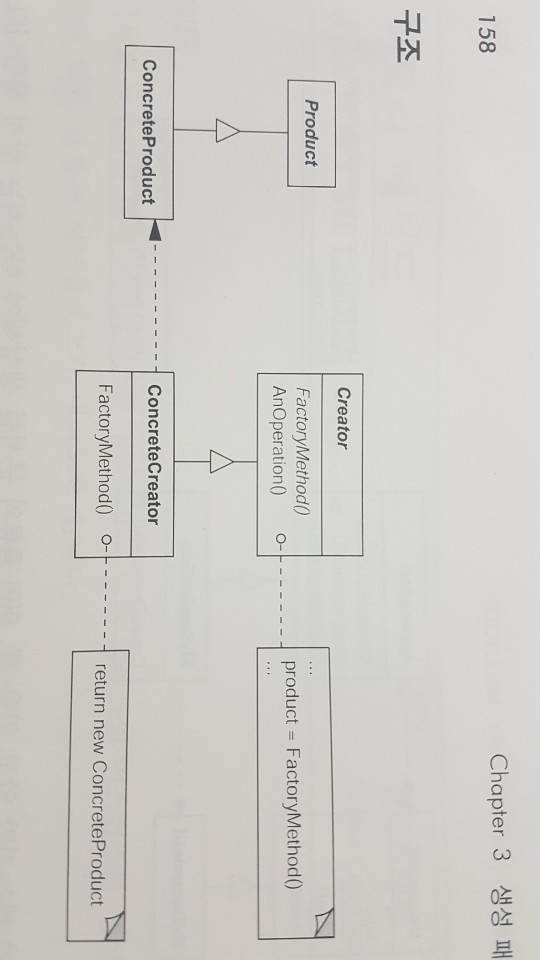 158
Chapter 3 생성 패
구조
Product
Creator
FactoryMethod()
AnOperation()
...
product = FactoryMethod()
...
ConcreteProduct
ConcreteCreator
FactoryMethod()
return new ConcreteProduct